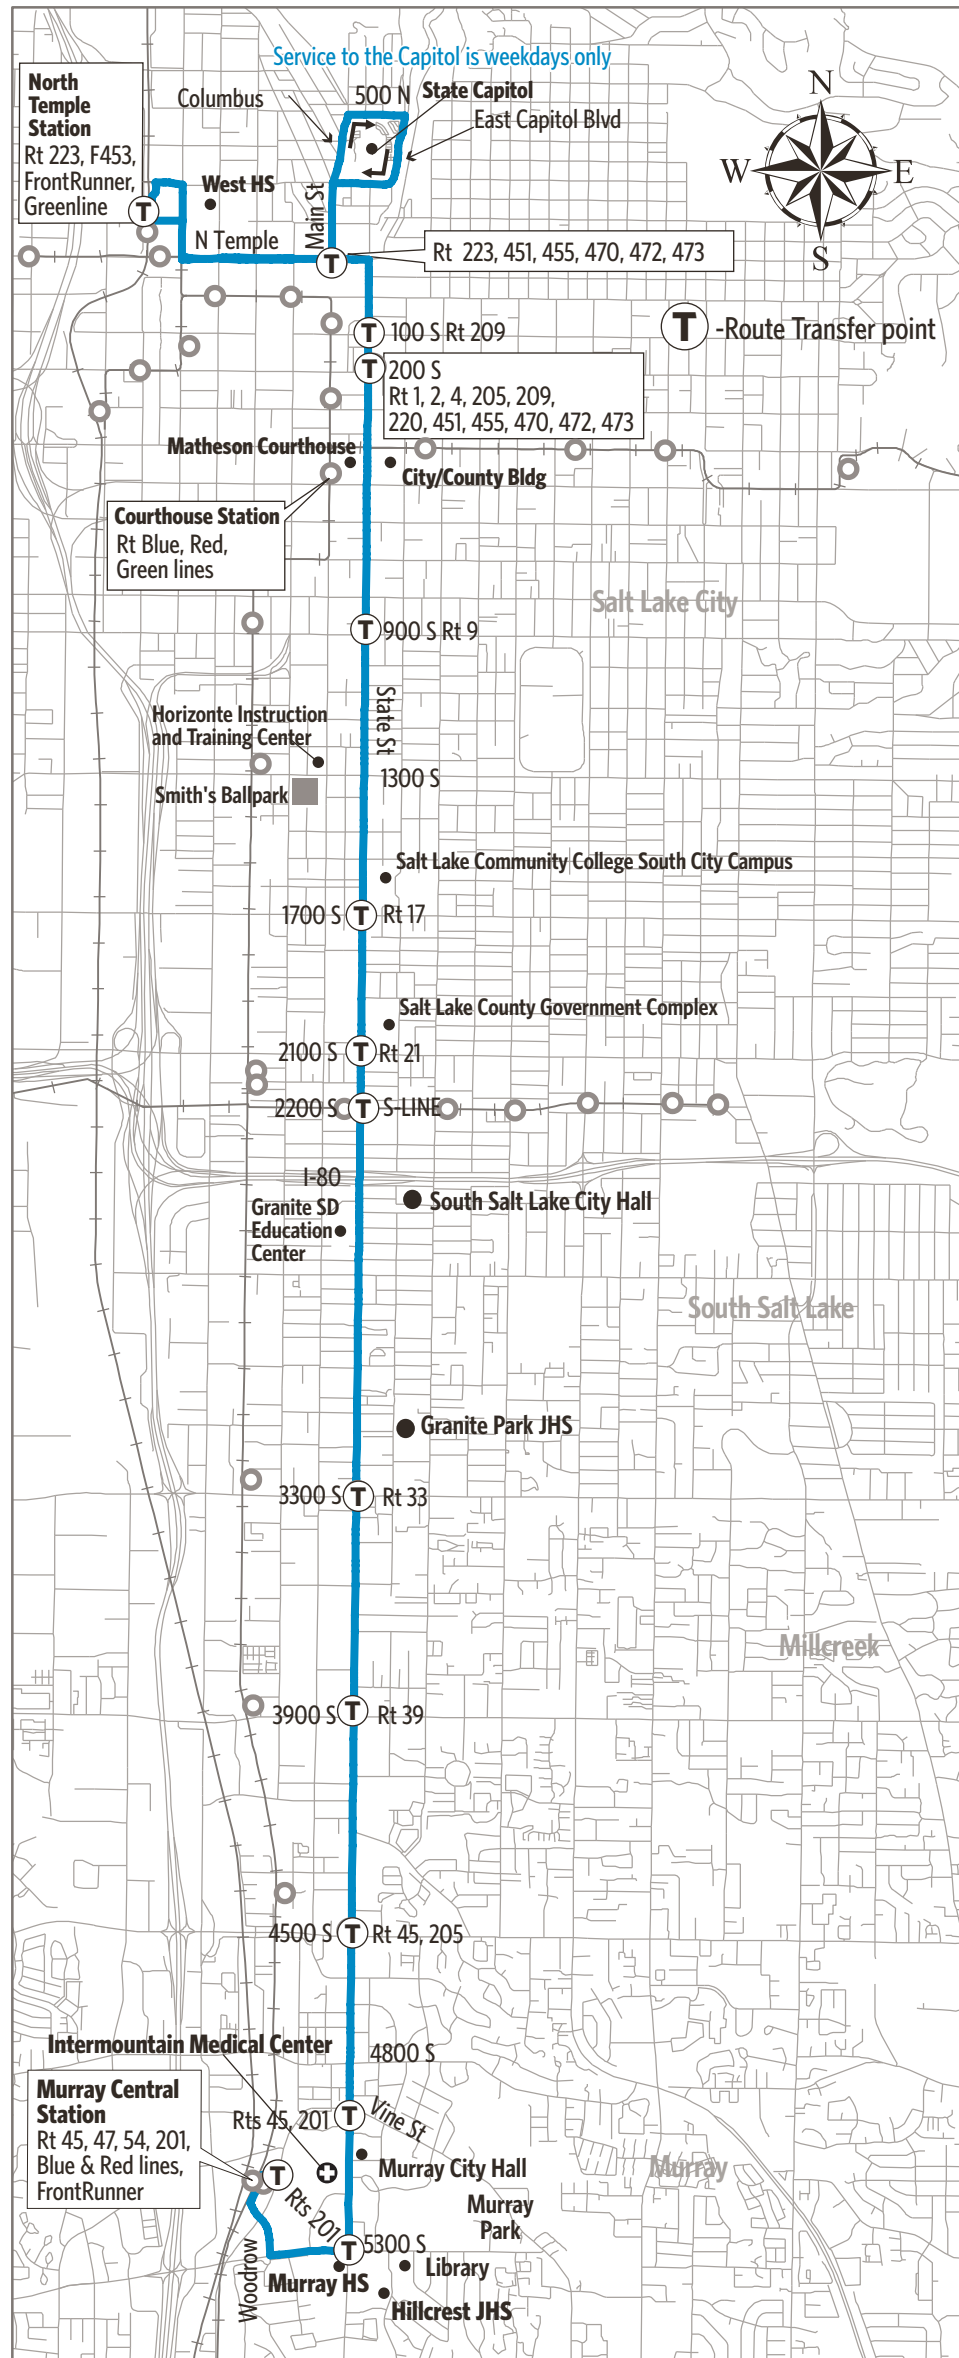 Service to the Capitol is weekdays only
North
Temple
Station
Rt 223, F453,
FrontRunner,
Greenline
Columbus
500 N
State Capitol
East Capitol Blvd
N
W
E
S
West HS
T
Main St
N Temple
T
Rt 223, 451, 455, 470, 472, 473
T
100 S Rt 209
T
-Route Transfer point
T
200 S
Rt 1, 2, 4, 205, 209,
220, 451, 455, 470, 472, 473
Matheson Courthouse
City/County Bldg
Courthouse Station
Rt Blue, Red,
Green lines
Salt Lake City
T
900 S Rt 9
State St
Horizonte Instruction
and Training Center
1300 S
Smith's Ballpark
Salt Lake Community College South City Campus
1700 S
T
Rt 17
Salt Lake County Government Complex
2100 S
T
Rt 21
2200 S
T
S-LINE
I-80
South Salt Lake City Hall
Granite SD
Education
Center
South Salt Lake
Granite Park JHS
3300 S
T
Rt 33
Millcreek
3900 S
T
Rt 39
4500 S
T
Rt 45, 205
Intermountain Medical Center
4800 S
Murray Central
Station
Rt 45, 47, 54, 201,
Blue & Red lines,
FrontRunner
Rts 45, 201
T
Vine St
Murray City Hall
Murray
T
Rts 201
Murray
Park
T
5300 S
Woodrow
Library
Murray HS
Hillcrest JHS